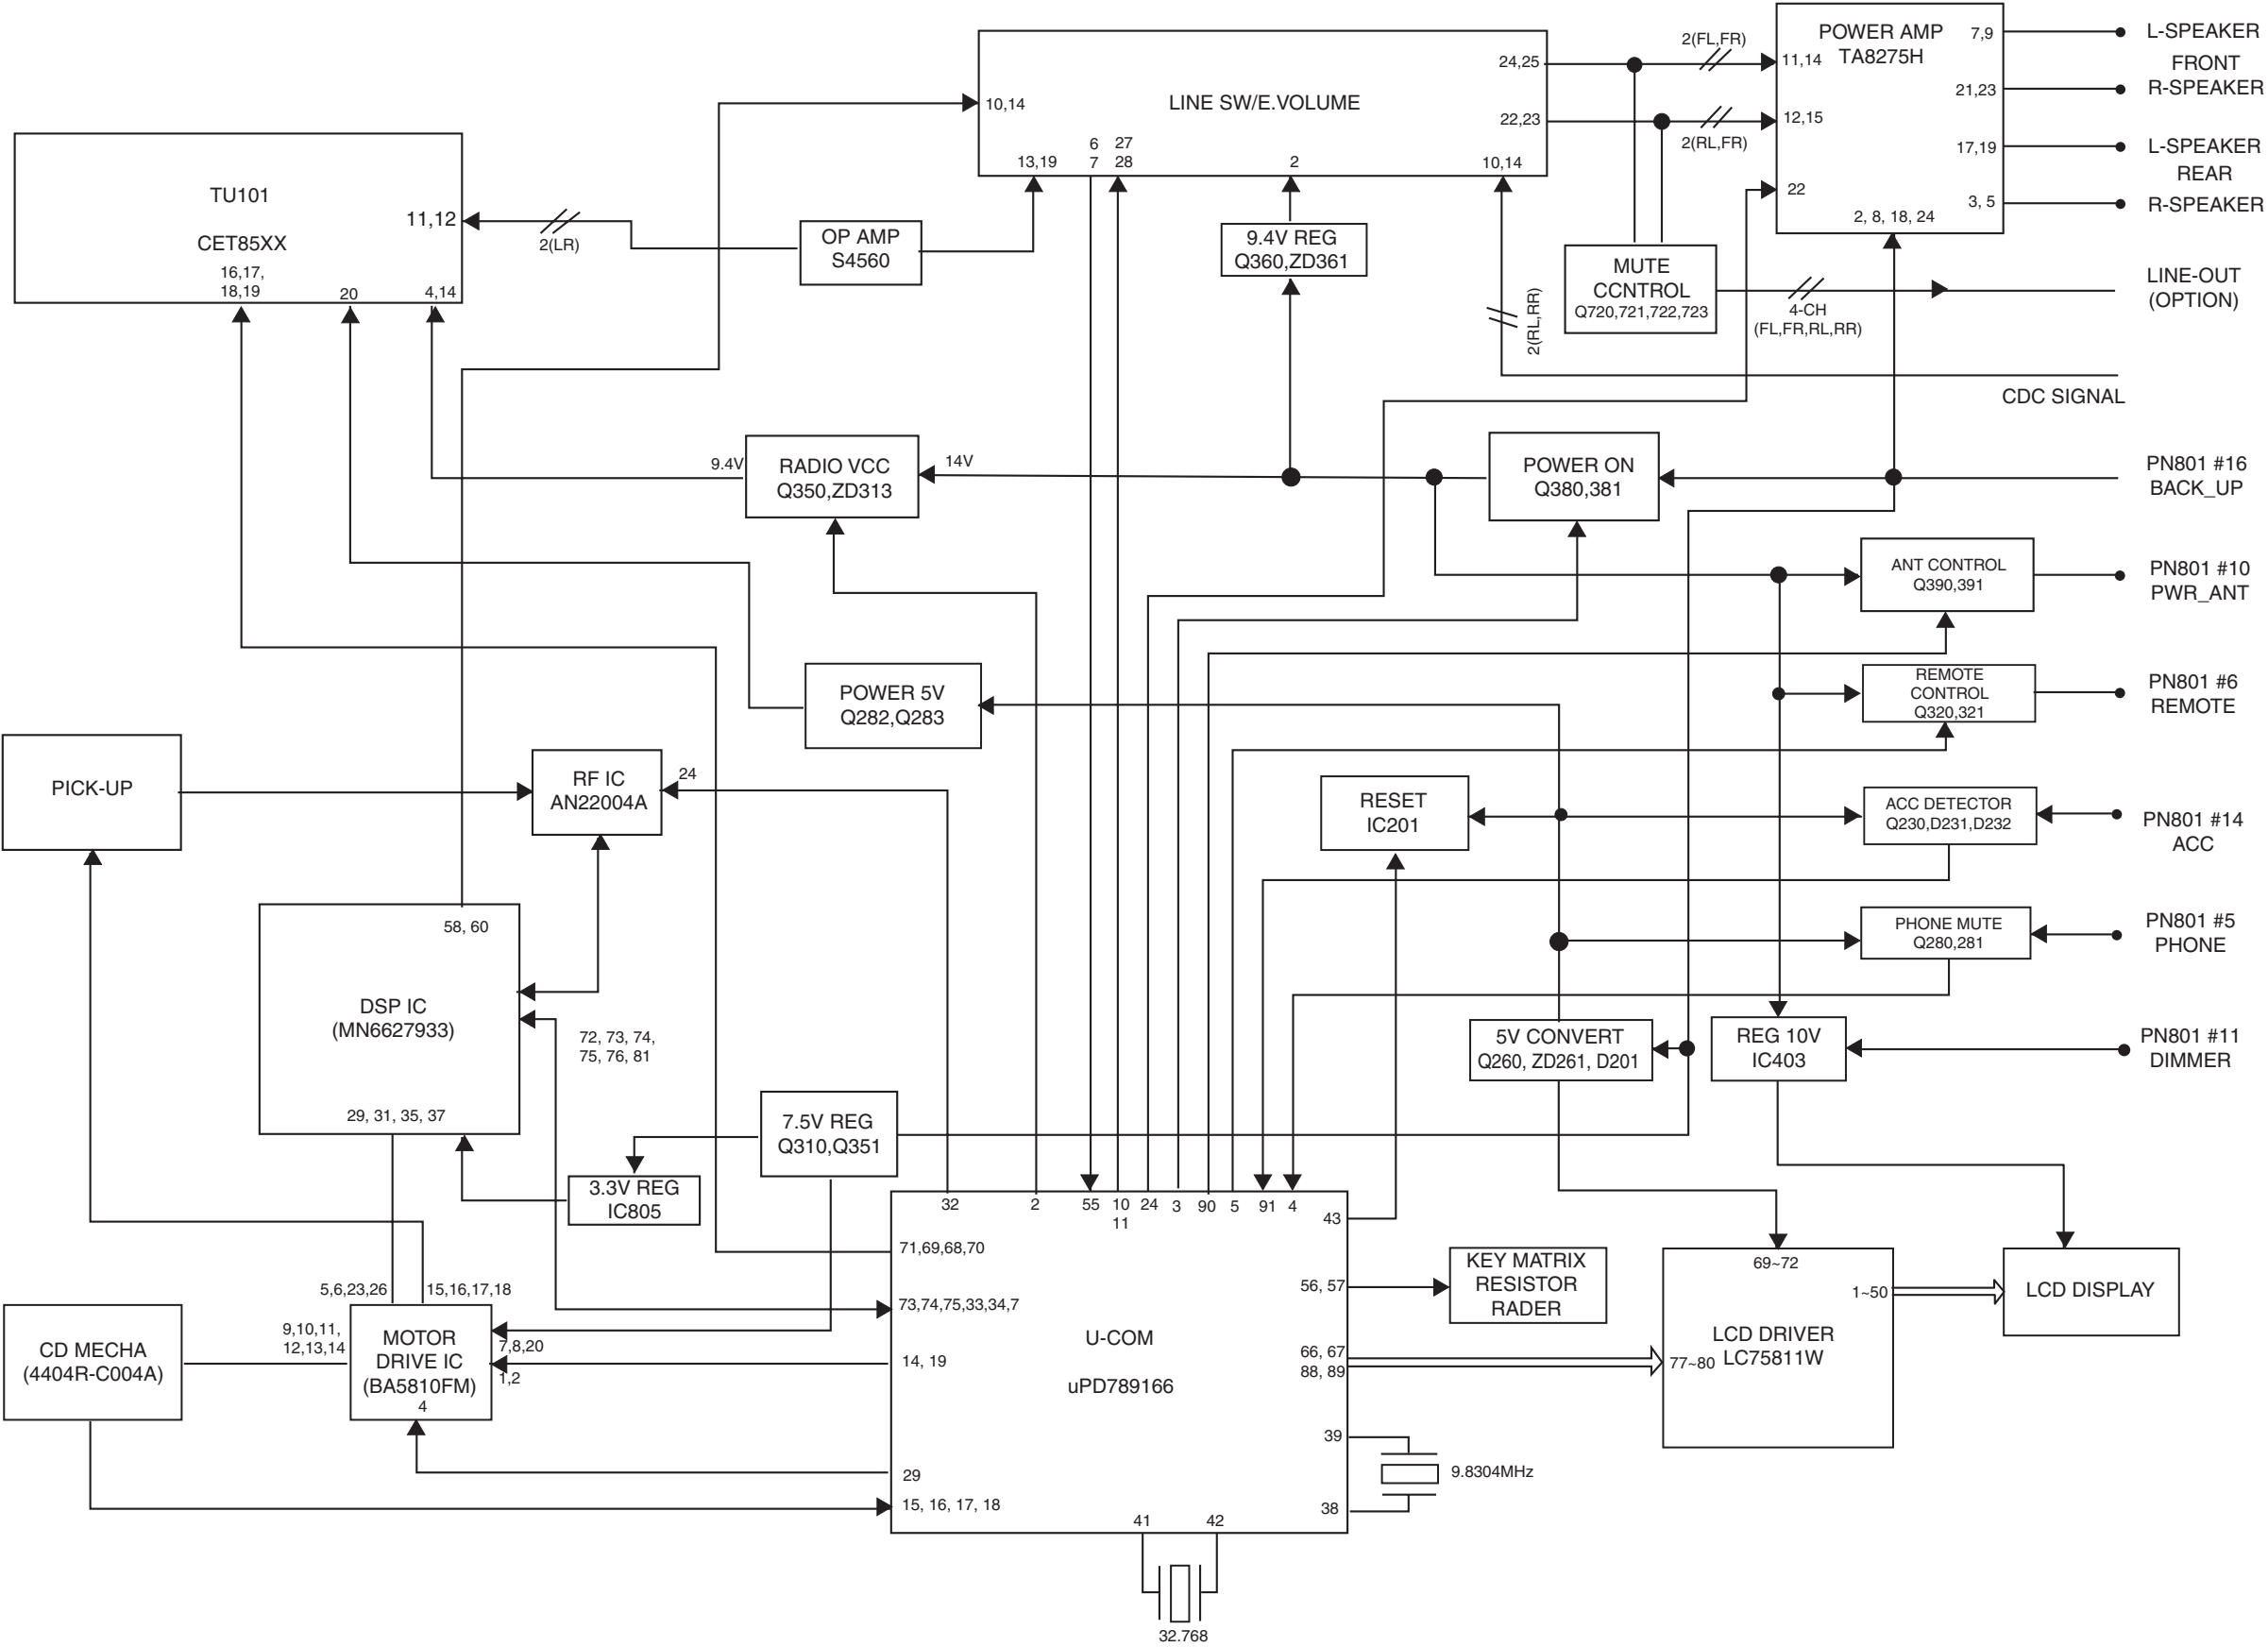 POWER AMP
TA8275H
7,9
11,14
21,23
12,15
17,19
22
3, 5
2, 8, 18, 24
L-SPEAKER
FRONT
R-SPEAKER
L-SPEAKER
REAR
R-SPEAKER
2(FL,FR)
2(RL,FR)
24,25
LINE SW/E.VOLUME
10,14
22,23
6
27
13,19
7
28
2
10,14
TU101
CET85XX
11,12
16,17,
18,19
20
4,14
2(LR)
OP AMP
S4560
9.4V REG
Q360,ZD361
2(RL,RR)
MUTE
CCNTROL
Q720,721,722,723
4-CH
(FL,FR,RL,RR)
LINE-OUT
(OPTION)
CDC SIGNAL
9.4V
RADIO VCC
Q350,ZD313
14V
POWER ON
Q380,381
PN801 #16
BACK_UP
ANT CONTROL
Q390,391
PN801 #10
PWR_ANT
POWER 5V
Q282,Q283
REMOTE
CONTROL
Q320,321
PN801 #6
REMOTE
PICK-UP
RF IC
AN22004A
24
RESET
IC201
ACC DETECTOR
Q230,D231,D232
PN801 #14
ACC
58, 60
DSP IC
(MN6627933)
29, 31, 35, 37
72, 73, 74,
75, 76, 81
PHONE MUTE
Q280,281
PN801 #5
PHONE
5V CONVERT
Q260, ZD261, D201
REG 10V
IC403
PN801 #11
DIMMER
7.5V REG
Q310,Q351
3.3V REG
IC805
32
2
55
10
11
24
3
90
5
91
4
43
71,69,68,70
56, 57
73,74,75,33,34,7
U-COM
uPD789166
14, 19
66, 67
88, 89
39
29
15, 16, 17, 18
38
41
42
KEY MATRIX
RESISTOR
RADER
69~72
1~50
LCD DRIVER
LC75811W
77~80
LCD DISPLAY
5,6,23,26
15,16,17,18
9,10,11,
12,13,14
CD MECHA
(4404R-C004A)
MOTOR
DRIVE IC
(BA5810FM)
4
7,8,20
1,2
9.8304MHz
32.768